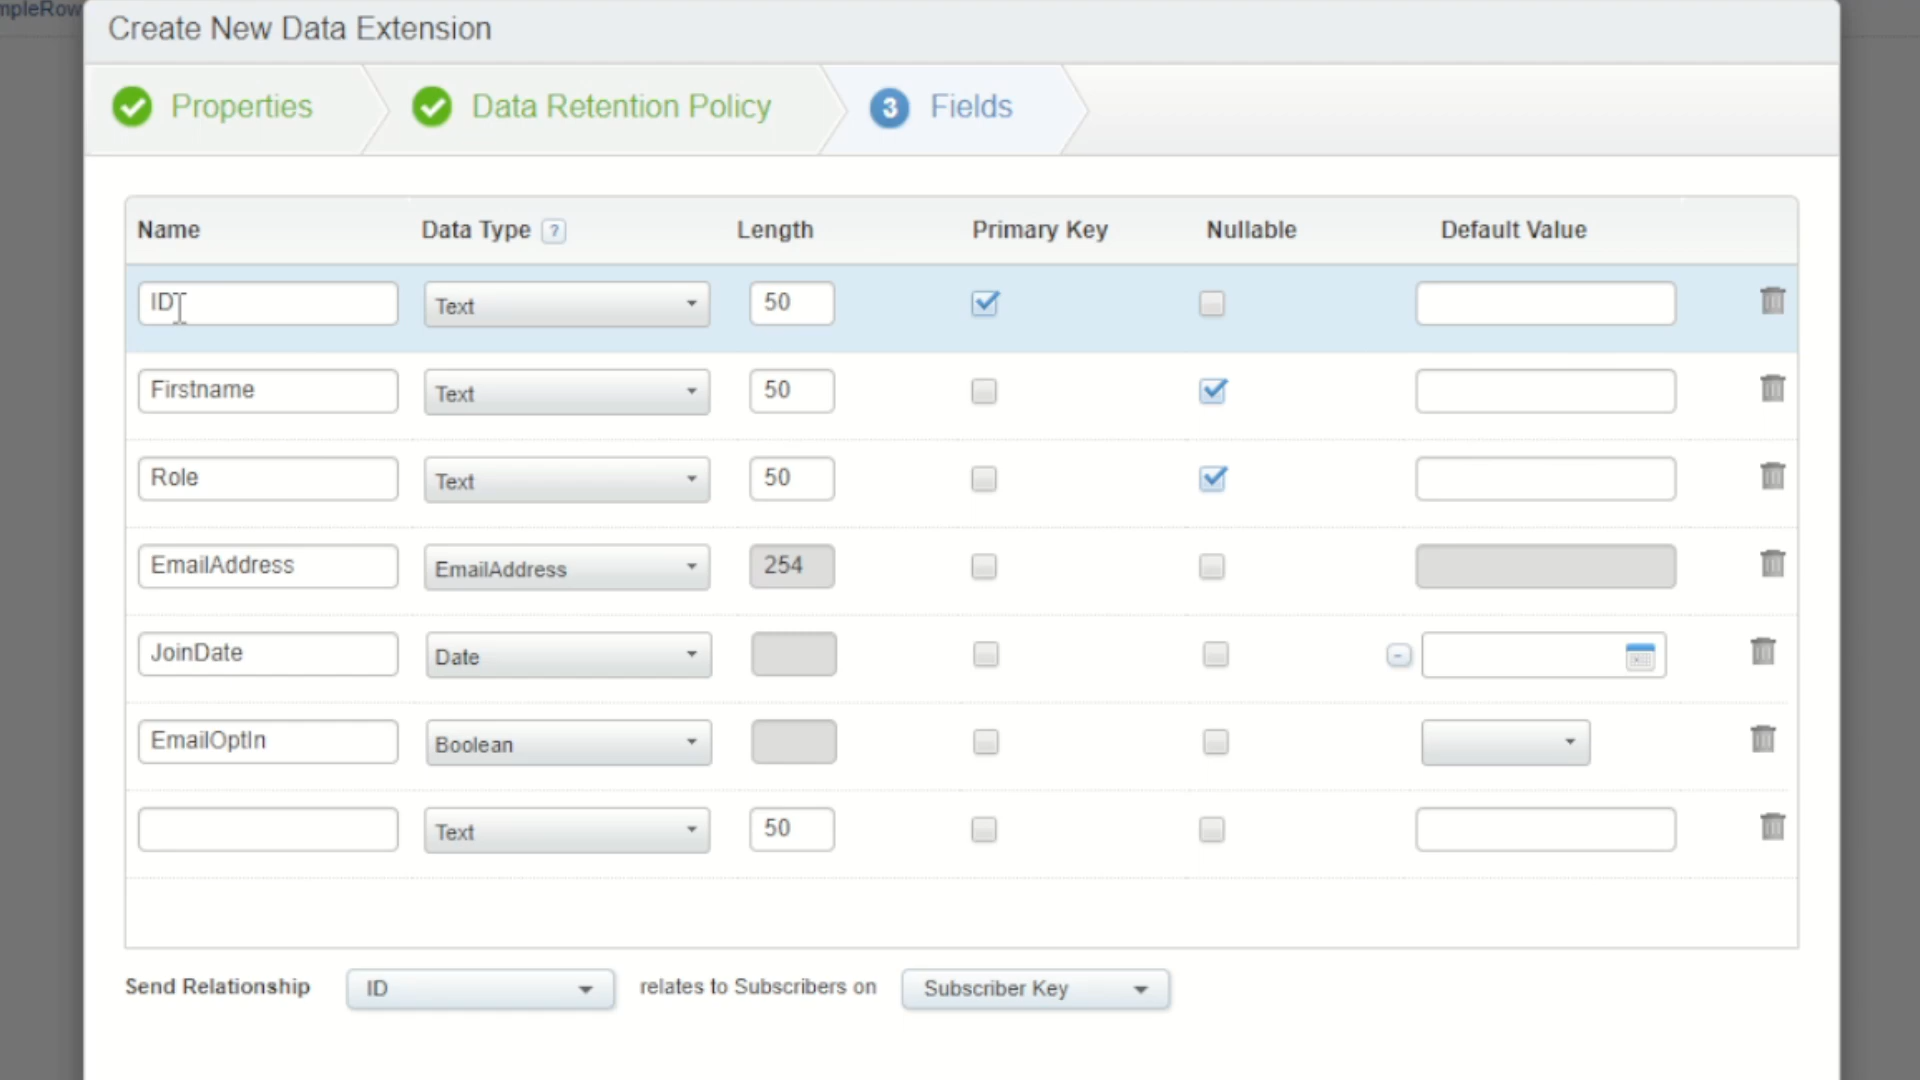 mpleRow
Create New Data Extension
Properties
Data Retention Policy
3 Fields
Name Data Type ? Length Primary Key Nullable Default Value
ID Text 50
Firstname Text 50
Role Text 50
EmailAddress EmailAddress 254
JoinDate Date
EmailOptIn Boolean
Text 50
Send Relationship ID relates to Subscribers on Subscriber Key